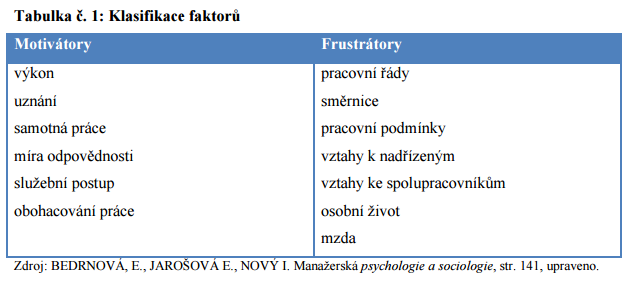 Tabulka č. 1: Klasifikace faktorů
Motivátory Frustrátory
výkon pracovní řády
uznání směrnice
samotná práce pracovní podmínky
míra odpovědnosti vztahy k nadřízeným
služební postup vztahy ke spolupracovníkům
obohacování práce osobní život
mzda
Zdroj: BEDRNOVÁ, E., JAROŠOVÁ E., NOVÝ I. Manažerská psychologie a sociologie, str. 141, upraveno.